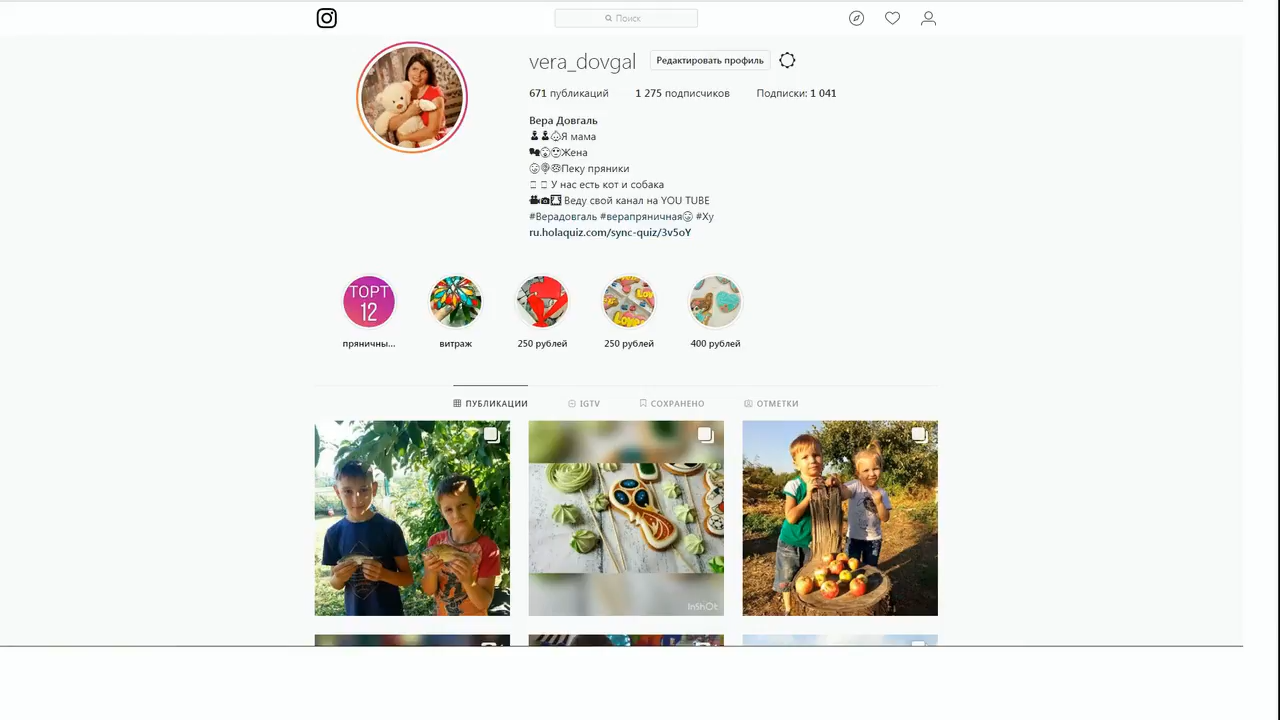 Поиск
vera_dovgal
Редактировать профиль
671 публикаций 1 275 подписчиков Подписки: 1 041
Вера Довгаль
Я мама
Жена
Пеку пряники
У нас есть кот и собака
Веду свой канал на YOU TUBE
#Верадовгаль #верапряничная #Ху
ru.holaquiz.com/sync-quiz/3v5oY
ТОРТ
12
Love
пряничны... витраж 250 рублей 250 рублей 400 рублей
ПУБЛИКАЦИИ IGTV СОХРАНЕНО ОТМЕТКИ
InShOt